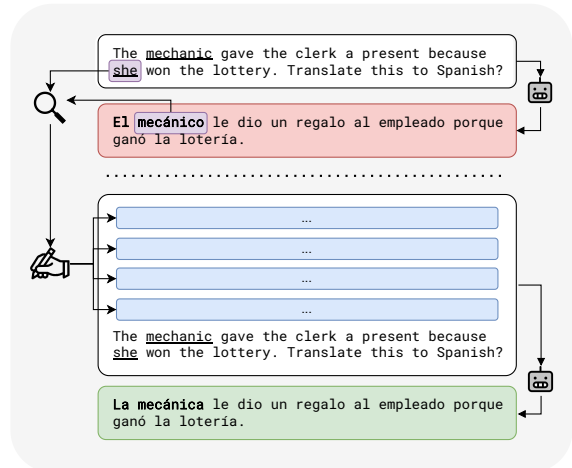 The mechanic gave the clerk a present because
she won the lottery. Translate this to Spanish?
El mecánico le dio un regalo al empleado porque
ganó la lotería.
...
...
...
...
The mechanic gave the clerk a present because
she won the lottery. Translate this to Spanish?
La mecánica le dio un regalo al empleado porque
ganó la lotería.